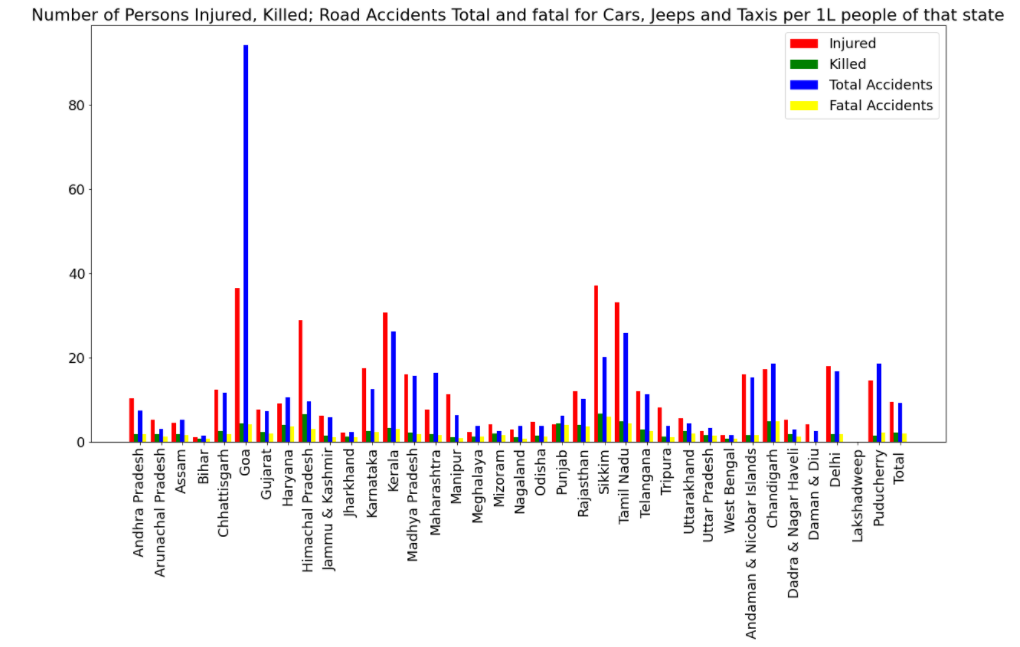 Number of Persons Injured, Killed; Road Accidents Total and fatal for Cars, Jeeps and Taxis per 1L people of that state
Injured
Killed
Total Accidents
Fatal Accidents
80
60
40
20
0
Andhra Pradesh
Arunachal Pradesh
Assam
Bihar
Chhattisgarh
Goa
Gujarat
Haryana
Himachal Pradesh
Jammu & Kashmir
Jharkhand
Karnataka
Kerala
Madhya Pradesh
Maharashtra
Manipur
Meghalaya
Mizoram
Nagaland
Odisha
Punjab
Rajasthan
Sikkim
Tamil Nadu
Telangana
Tripura
Uttarakhand
Uttar Pradesh
West Bengal
Andaman & Nicobar Islands
Chandigarh
Dadra & Nagar Haveli
Daman & Diu
Delhi
Lakshadweep
Puducherry
Total